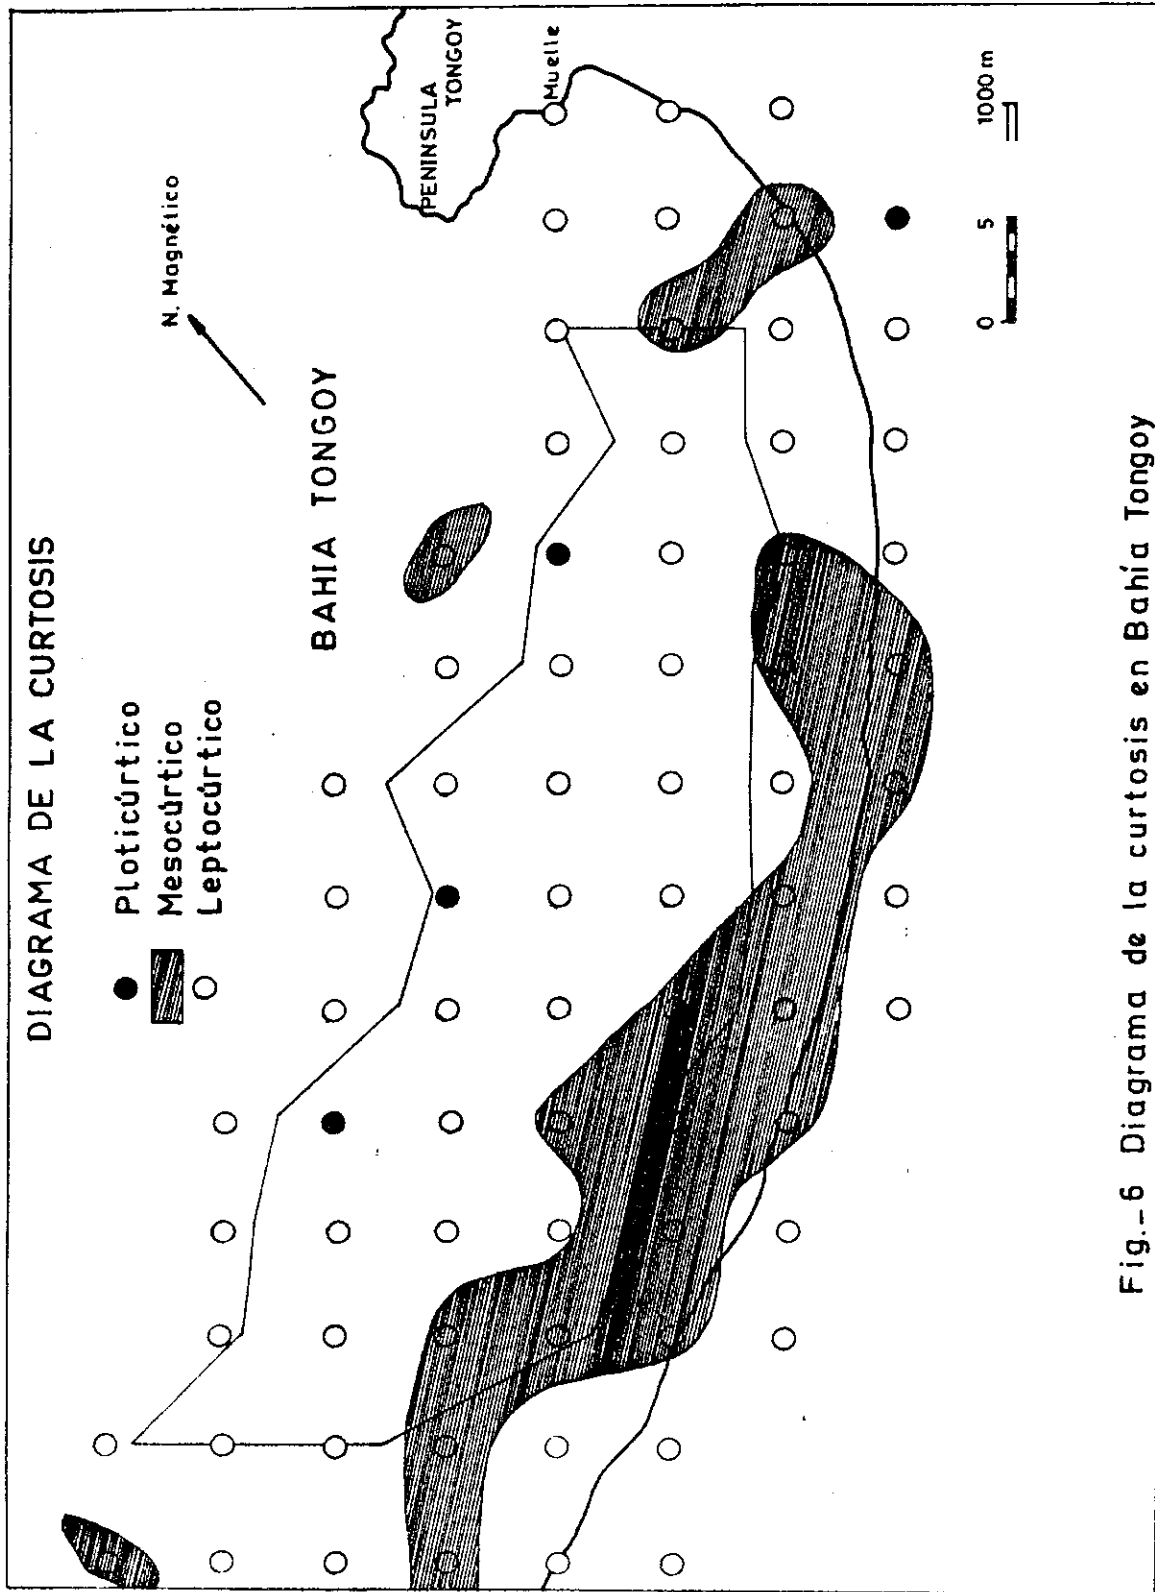 DIAGRAMA DE LA CURTOSIS
Ploticúrtico
Mesocúrtico
Leptocúrtico
N. Magnético
BAHIA TONGOY
PENINSULA
TONGOY
Muelle
0 5 1000 m
Fig.-6 Diagrama de la curtosis en Bahía Tongoy